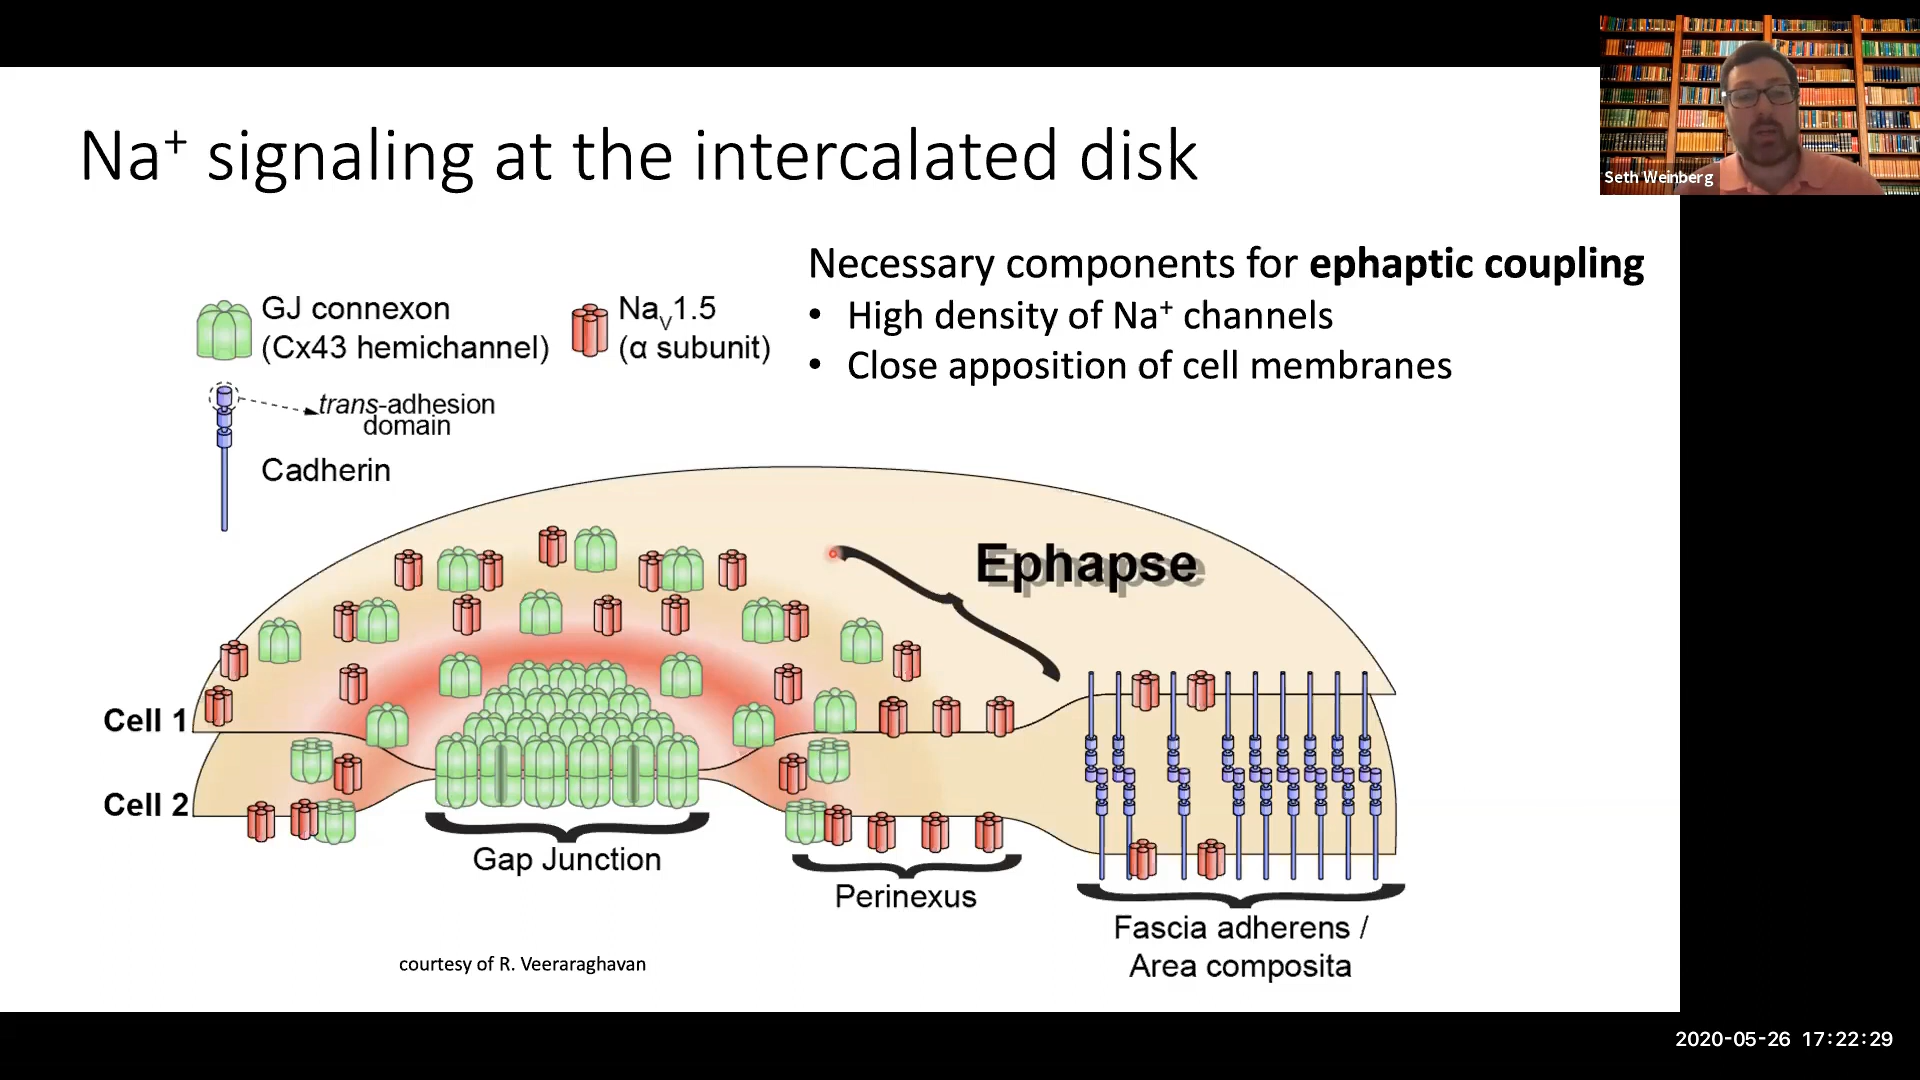 Seth Weinberg
Na⁺ signaling at the intercalated disk
Necessary components for ephaptic coupling
• High density of Na⁺ channels
• Close apposition of cell membranes
GJ connexon
(Cx43 hemichannel)
NaV1.5
(α subunit)
trans-adhesion
domain
Cadherin
Ephapse
Cell 1
Cell 2
Gap Junction
Perinexus
Fascia adherens /
Area composita
courtesy of R. Veeraraghavan
2020-05-26 17:22:29